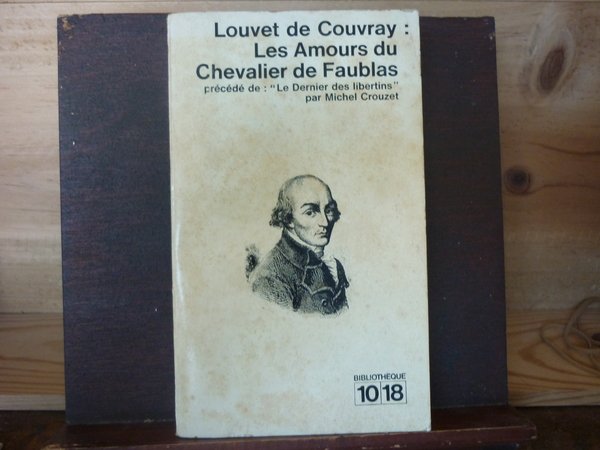 Louvet de Couvray :
Les Amours du
Chevalier de Faublas
précédé de : "Le Dernier des libertins"
par Michel Crouzet
BIBLIOTHÈQUE
10 18